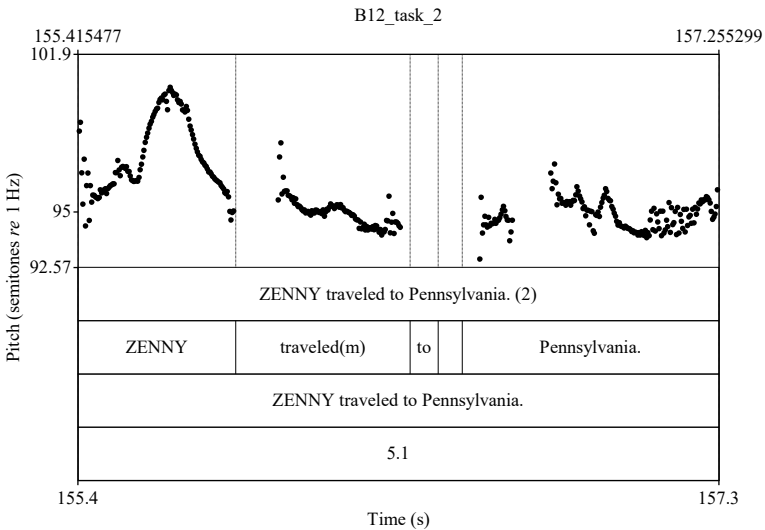 B12_task_2
155.415477 157.255299
101.9
95
92.57
Pitch (semitones re 1 Hz)
ZENNY traveled to Pennsylvania. (2)
ZENNY traveled(m) to Pennsylvania.
ZENNY traveled to Pennsylvania.
5.1
155.4 157.3
Time (s)